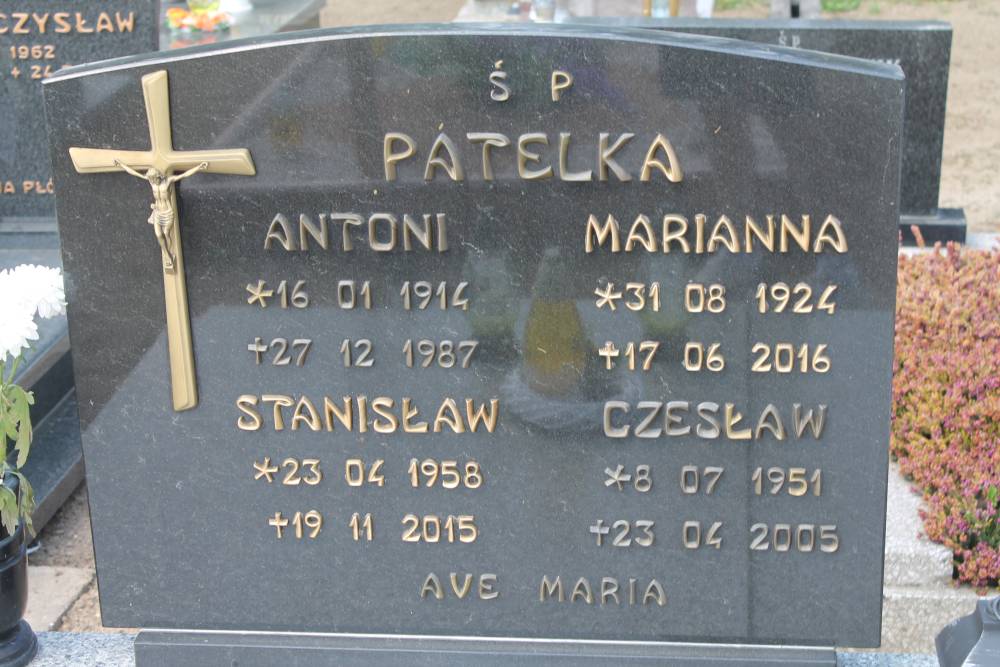 CZYSŁAW
1962
Ś P
PATELKA
ANTONI MARIANNA
*16 01 1914 *31 08 1924
+27 12 1987 +17 06 2016
STANISŁAW CZESŁAW
*23 04 1958 *8 07 1951
+19 11 2015 +23 04 2005
AVE MARIA